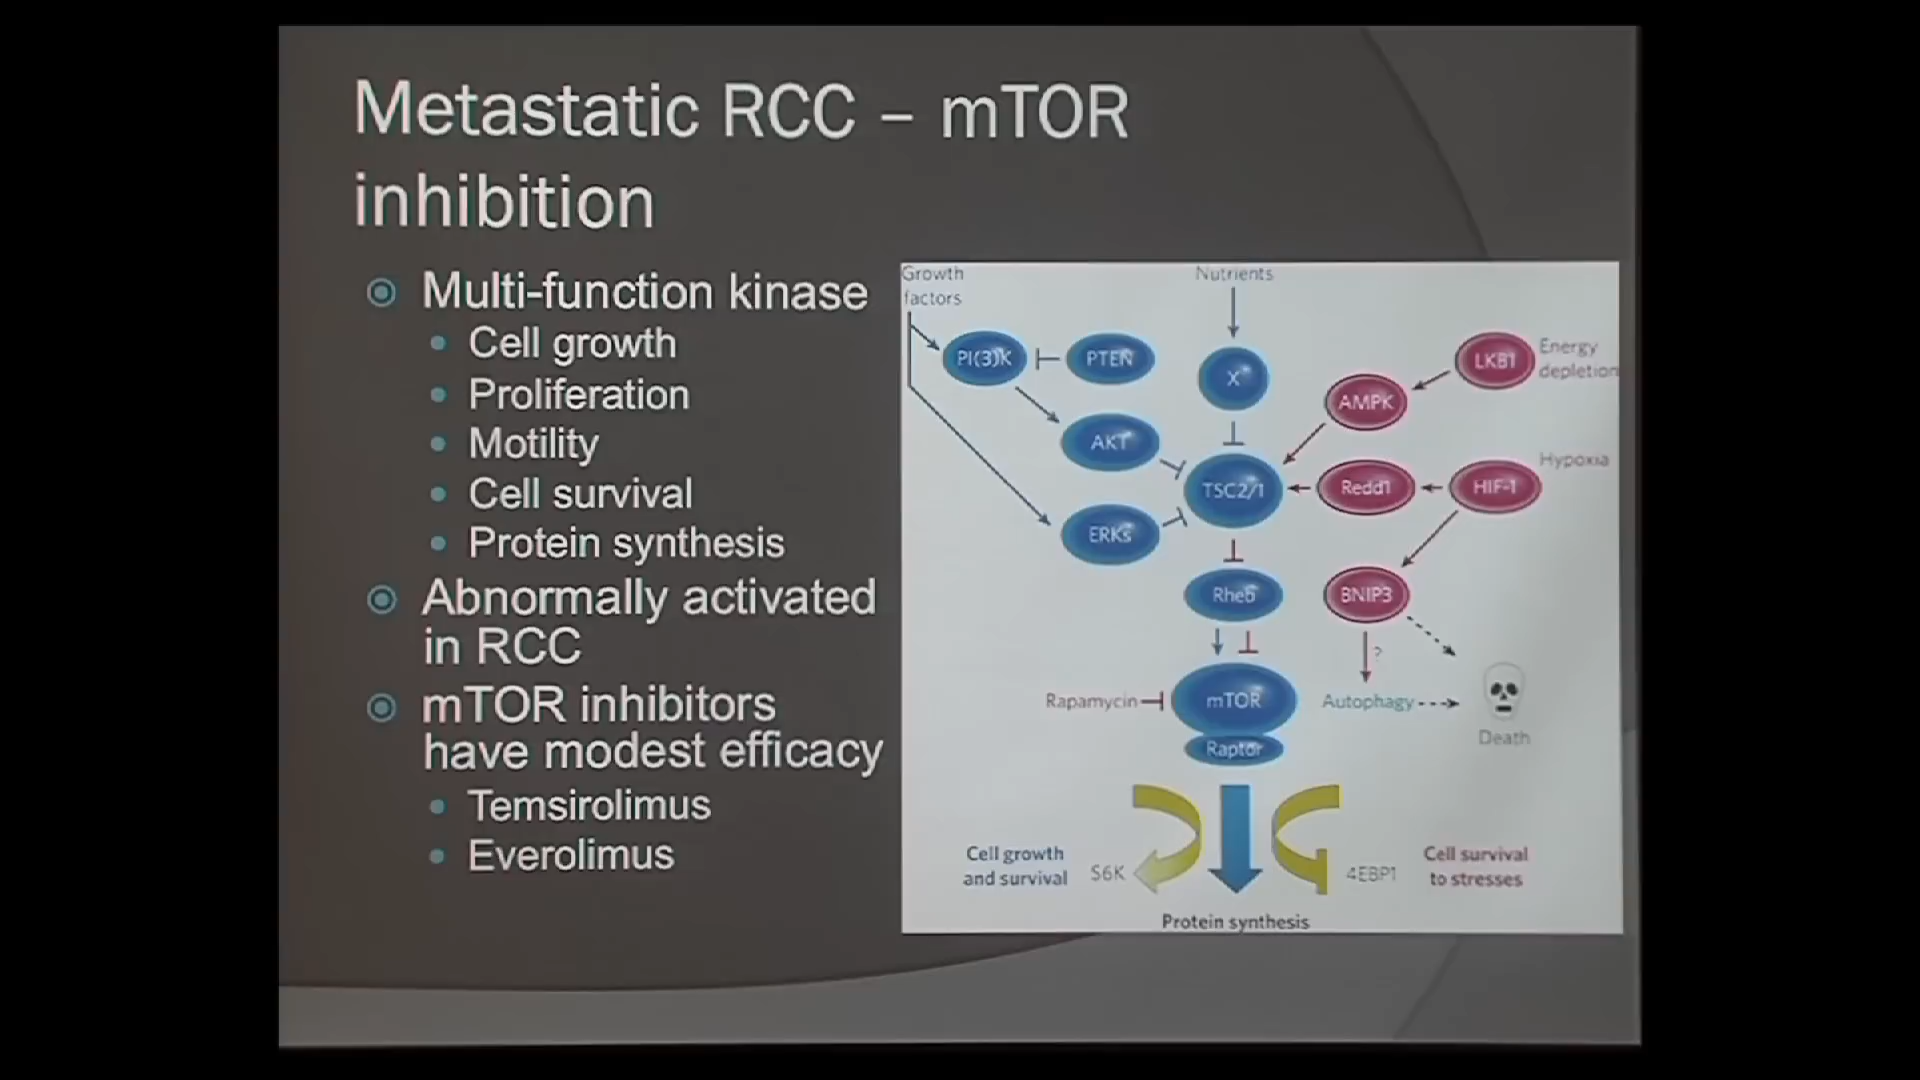 Metastatic RCC – mTOR
inhibition
Multi-function kinase
Cell growth
Proliferation
Motility
Cell survival
Protein synthesis
Abnormally activated
in RCC
mTOR inhibitors
have modest efficacy
Temsirolimus
Everolimus
Growth
factors
Nutrients
PI(3)K
PTEN
X
LKB1
Energy
depletion
AMPK
AKT
TSC2/1
Redd1
HIF-1
Hypoxia
ERKs
Rheb
BNIP3
?
Rapamycin
mTOR
Autophagy
Death
Raptor
Cell growth
and survival
S6K
4EBP1
Cell survival
to stresses
Protein synthesis